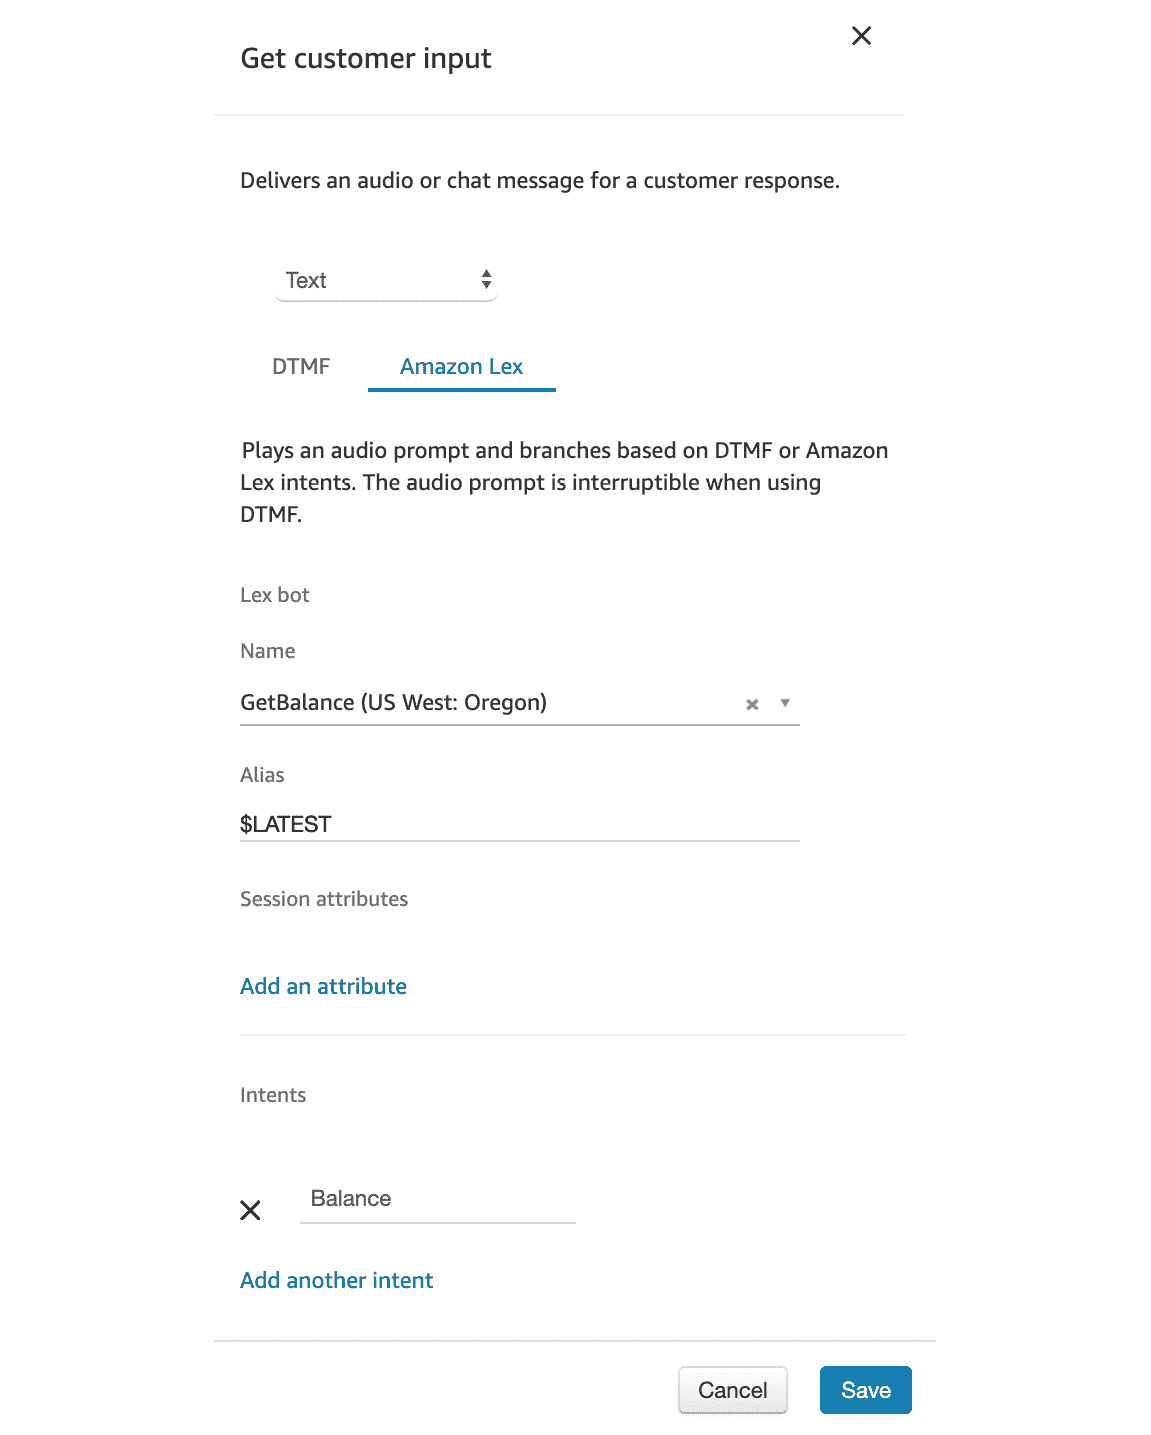 Get customer input
Delivers an audio or chat message for a customer response.
Text
DTMF
Amazon Lex
Plays an audio prompt and branches based on DTMF or Amazon
Lex intents. The audio prompt is interruptible when using
DTMF.
Lex bot
Name
GetBalance (US West: Oregon)
Alias
$LATEST
Session attributes
Add an attribute
Intents
Balance
Add another intent
Cancel
Save